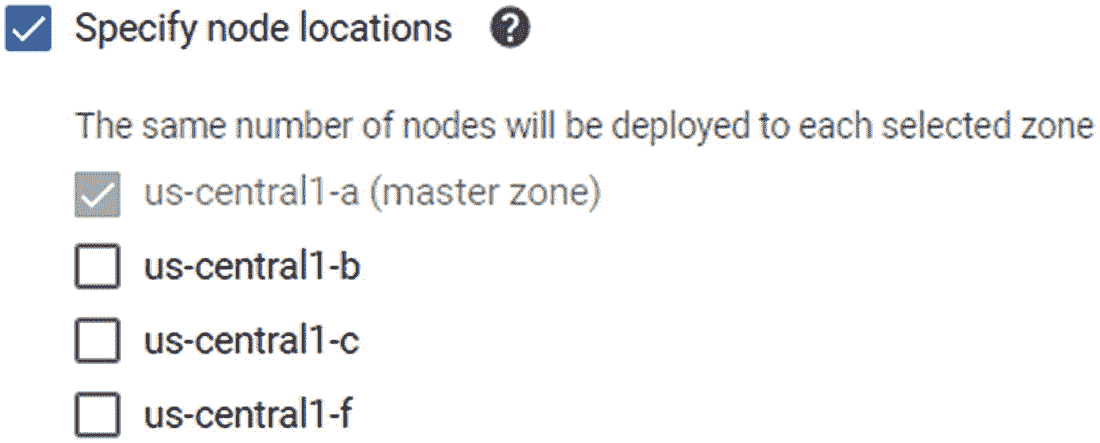 Specify node locations ?
The same number of nodes will be deployed to each selected zone
us-central1-a (master zone)
us-central1-b
us-central1-c
us-central1-f